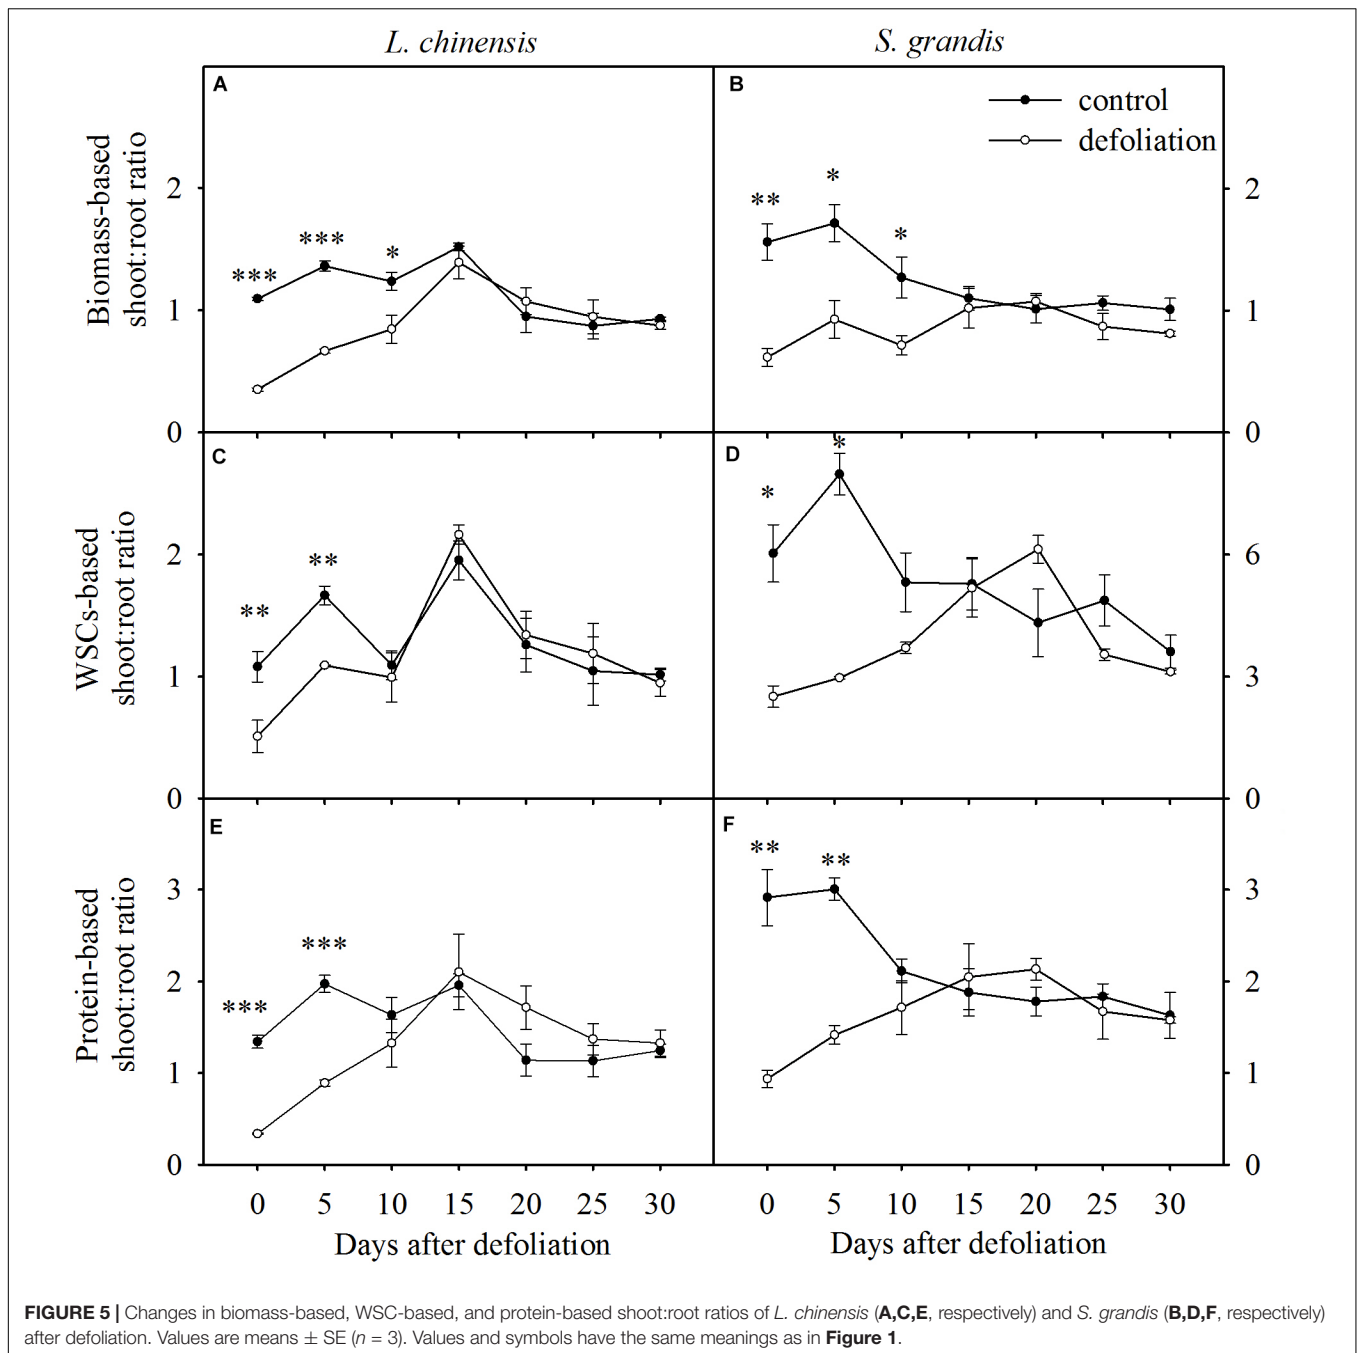 L. chinensis
S. grandis
A
B
control
defoliation
Biomass-based
shoot:root ratio
2
1
0
2
1
0
***
***
*
**
*
*
C
D
WSCs-based
shoot:root ratio
2
1
0
6
3
0
**
**
*
*
E
F
Protein-based
shoot:root ratio
3
2
1
0
3
2
1
0
***
***
**
**
0 5 10 15 20 25 30
0 5 10 15 20 25 30
Days after defoliation
Days after defoliation
FIGURE 5 | Changes in biomass-based, WSC-based, and protein-based shoot:root ratios of L. chinensis (A,C,E, respectively) and S. grandis (B,D,F, respectively)
after defoliation. Values are means ± SE (n = 3). Values and symbols have the same meanings as in Figure 1.